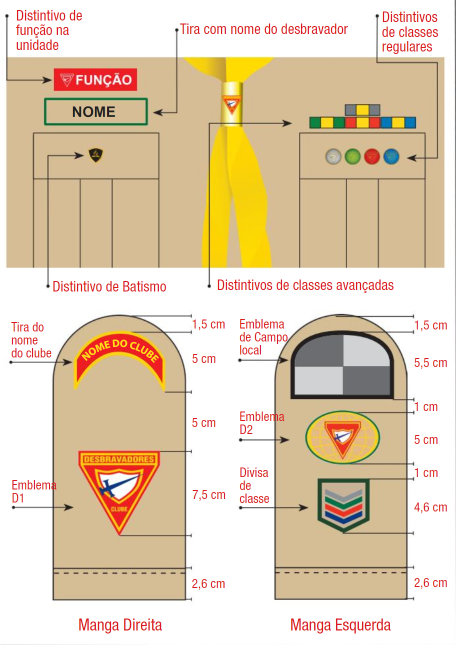 Distintivo de
função na
unidade
Tira com nome do desbravador
Distintivos
de classes
regulares
FUNÇÃO
NOME
Distintivo de Batismo
Distintivos de classes avançadas
Tira do
nome
do clube
NOME DO CLUBE
1,5 cm
5 cm
5 cm
Emblema
D1
DESBRAVADORES
CLUBE
7,5 cm
2,6 cm
Manga Direita
Emblema
de Campo
local
1,5 cm
5,5 cm
1 cm
Emblema
D2
5 cm
1 cm
Divisa
de
classe
4,6 cm
2,6 cm
Manga Esquerda